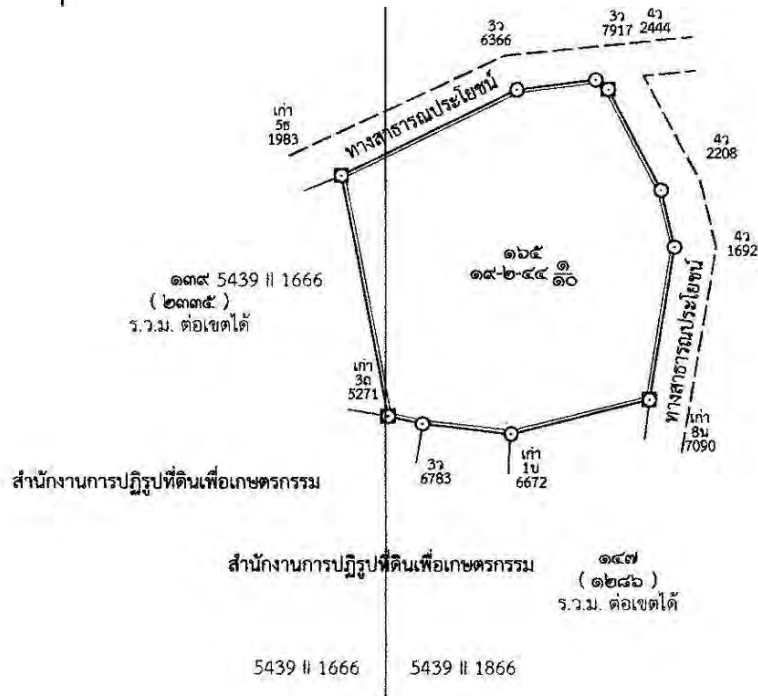 3ว
6366
3ว
7917
4ว
2444
เก่า
5ธ
1983
ทางสาธารณประโยชน์
4ว
2208
4ว
1692
๑๖๕
๑๙-๒-๔๔ ๑/๑๐
๑๓๙ 5439 II 1666
( ๒๓๓๕ )
ร.ว.ม. ต่อเขตได้
ทางสาธารณประโยชน์
เก่า
3ถ
5271
เก่า
8น
7090
3ว
6783
เก่า
1บ
6672
สำนักงานการปฏิรูปที่ดินเพื่อเกษตรกรรม
สำนักงานการปฏิรูปที่ดินเพื่อเกษตรกรรม
๑๔๗
( ๑๒๘๖ )
ร.ว.ม. ต่อเขตได้
5439 II 1666
5439 II 1866